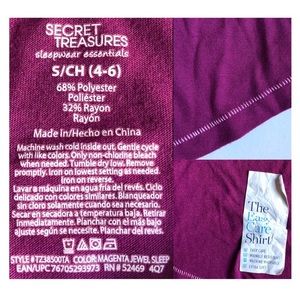 SECRET
TREASURES
sleepwear essentials
S/CH (4-6)
68% Polyester
Poliéster
32% Rayon
Rayón
Made In/Hecho en China
Machine wash cold inside out. Gentle cycle
with like colors. Only non-chlorine bleach
when needed. Tumble dry low. Remove
promptly. Iron on lowest setting as needed.
Iron on reverse.
Lavar a máquina en agua fría del revés. Ciclo
delicado con colores similares. Blanqueador
sin cloro solamente cuando sea necesario.
Secar en secadora a temperatura baja. Retirar
inmediatamente. Planchar con el más bajo
ajuste según se necesite. Planchar del revés.
STYLE #TZ38500TA COLOR:MAGENTA JEWEL SLEEP
EAN/UPC 76705293973 RN # 52469 4Q7
The
Easy
Care
Shirt
EASY CARE